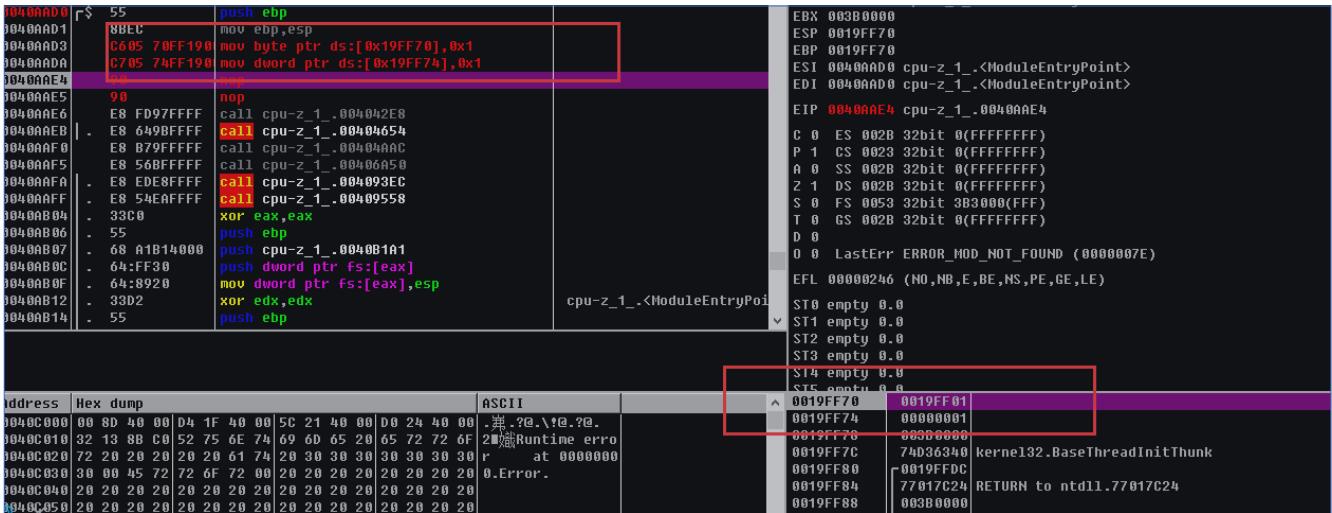 0040AAD0 55 push ebp
0040AAD1 8BEC mov ebp,esp
0040AAD3 C605 70FF190 mov byte ptr ds:[0x19FF70],0x1
0040AADA C705 74FF190 mov dword ptr ds:[0x19FF74],0x1
0040AAE4 90 nop
0040AAE5 90 nop
0040AAE6 E8 FD97FFFF call cpu-z_1_.004042E8
0040AAEB . E8 649BFFFF call cpu-z_1_.00404654
0040AAF0 E8 B79FFFFF call cpu-z_1_.00404AAC
0040AAF5 E8 56BFFFFF call cpu-z_1_.00406A50
0040AAFA . E8 EDE8FFFF call cpu-z_1_.004093EC
0040AAFF . E8 54EAFFFF call cpu-z_1_.00409558
0040AB04 . 33C0 xor eax,eax
0040AB06 . 55 push ebp
0040AB07 . 68 A1B14000 push cpu-z_1_.0040B1A1
0040AB0C . 64:FF30 push dword ptr fs:[eax]
0040AB0F . 64:8920 mov dword ptr fs:[eax],esp
0040AB12 . 33D2 xor edx,edx cpu-z_1_.<ModuleEntryPoi
0040AB14 . 55 push ebp
EBX 003B0000
ESP 0019FF70
EBP 0019FF70
ESI 0040AAD0 cpu-z_1_.<ModuleEntryPoint>
EDI 0040AAD0 cpu-z_1_.<ModuleEntryPoint>
EIP 0040AAE4 cpu-z_1_.0040AAE4
C 0 ES 002B 32bit 0(FFFFFFFF)
P 1 CS 0023 32bit 0(FFFFFFFF)
A 0 SS 002B 32bit 0(FFFFFFFF)
Z 1 DS 002B 32bit 0(FFFFFFFF)
S 0 FS 0053 32bit 3B3000(FFF)
T 0 GS 002B 32bit 0(FFFFFFFF)
D 0
O 0 LastErr ERROR_MOD_NOT_FOUND (0000007E)
EFL 00000246 (NO,NB,E,BE,NS,PE,GE,LE)
ST0 empty 0.0
ST1 empty 0.0
ST2 empty 0.0
ST3 empty 0.0
ST4 empty 0.0
ST5 empty 0.0
Address Hex dump ASCII
0040C000 00 8D 40 00 D4 1F 40 00 5C 21 40 00 D0 24 40 00 .?@.\!@.?@.
0040C010 32 13 8B C0 52 75 6E 74 69 6D 65 20 65 72 72 6F Runtime erro
0040C020 72 20 20 20 20 20 61 74 20 30 30 30 30 30 30 30 r at 0000000
0040C030 30 00 45 72 72 6F 72 00 20 20 20 20 20 20 20 20 0.Error.
0040C040 20 20 20 20 20 20 20 20 20 20 20 20 20 20 20 20
0040C050 20 20 20 20 20 20 20 20 20 20 20 20 20 20 20 20
0019FF70 0019FF01
0019FF74 00000001
0019FF78 003B0000
0019FF7C 74D36340 kernel32.BaseThreadInitThunk
0019FF80 0019FFDC
0019FF84 77017C24 RETURN to ntdll.77017C24
0019FF88 003B0000